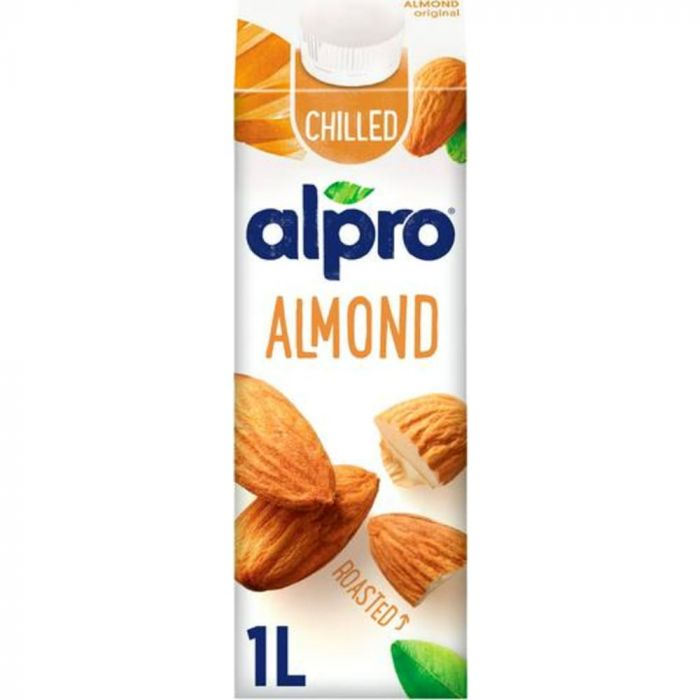 ALMOND
original
CHILLED
alpro®
ALMOND
ROASTED
1L